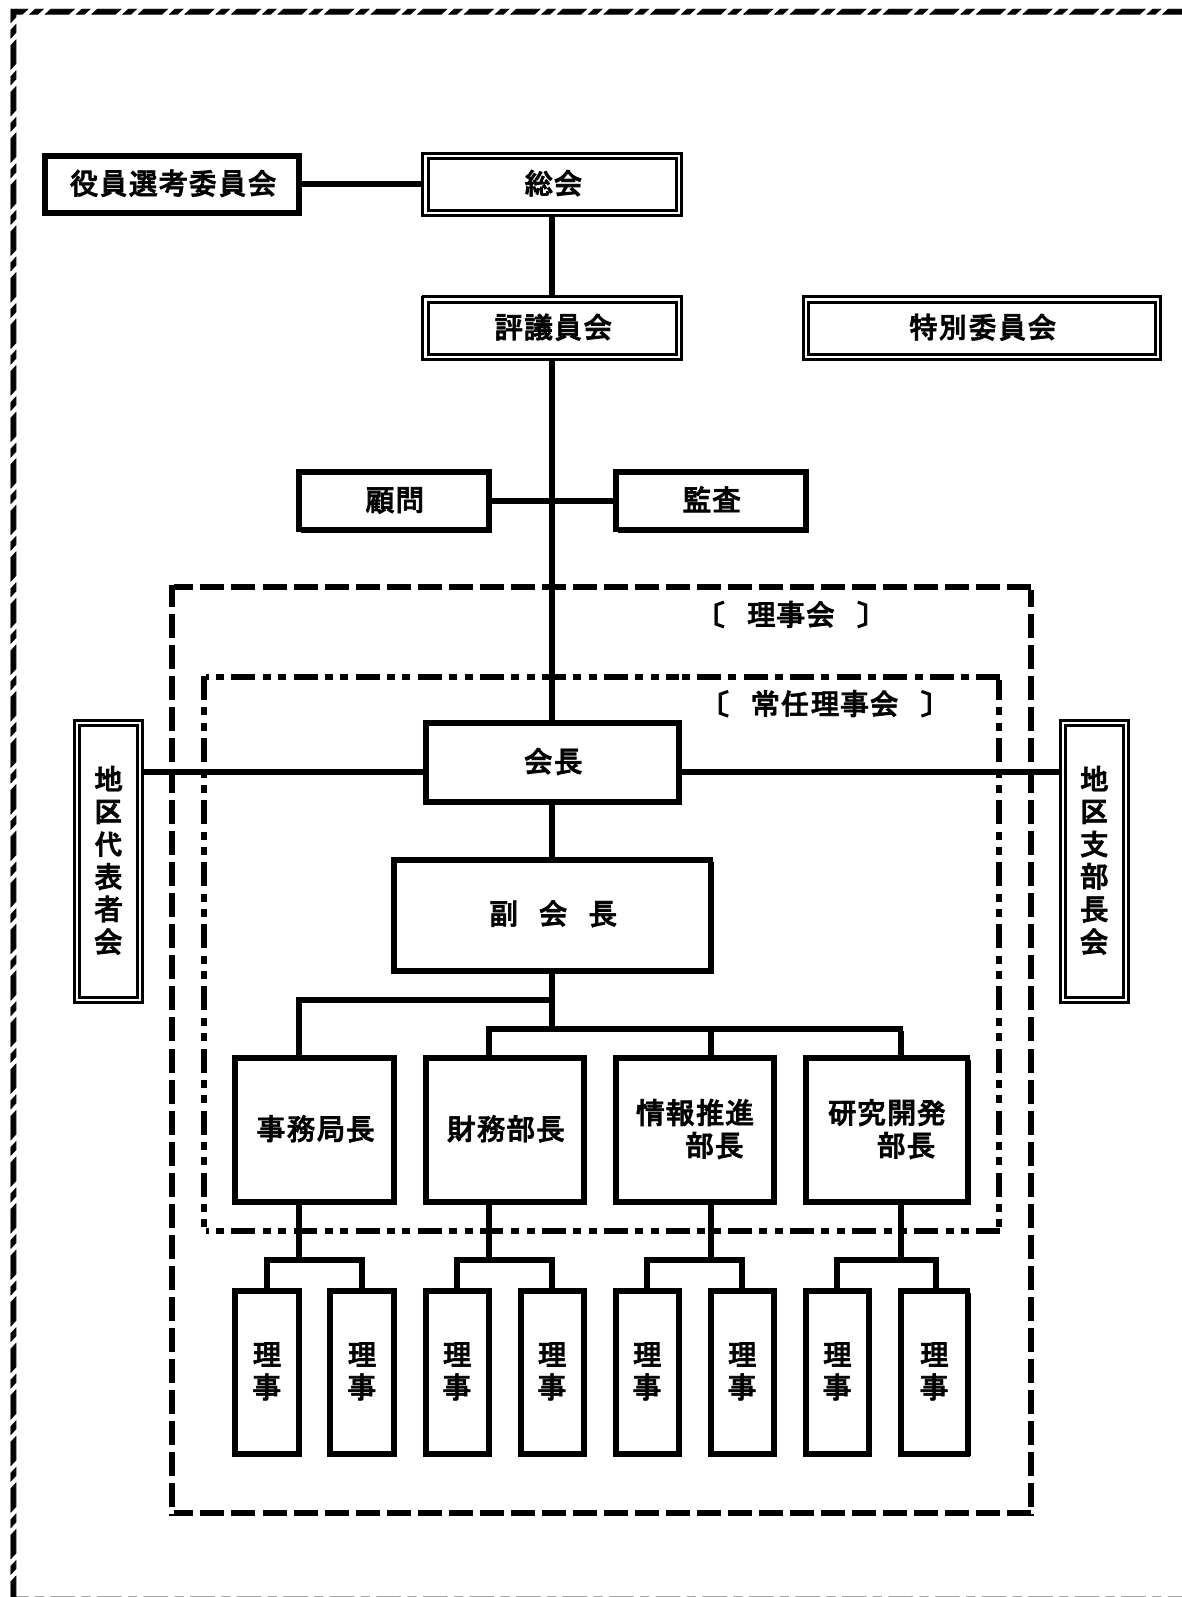 役員選考委員会
総会
評議員会
特別委員会
顧問
監査
〔 理事会 〕
〔 常任理事会 〕
会長
地区代表者会
地区支部長会
副 会 長
事務局長
財務部長
情報推進
部長
研究開発
部長
理事
理事
理事
理事
理事
理事
理事
理事